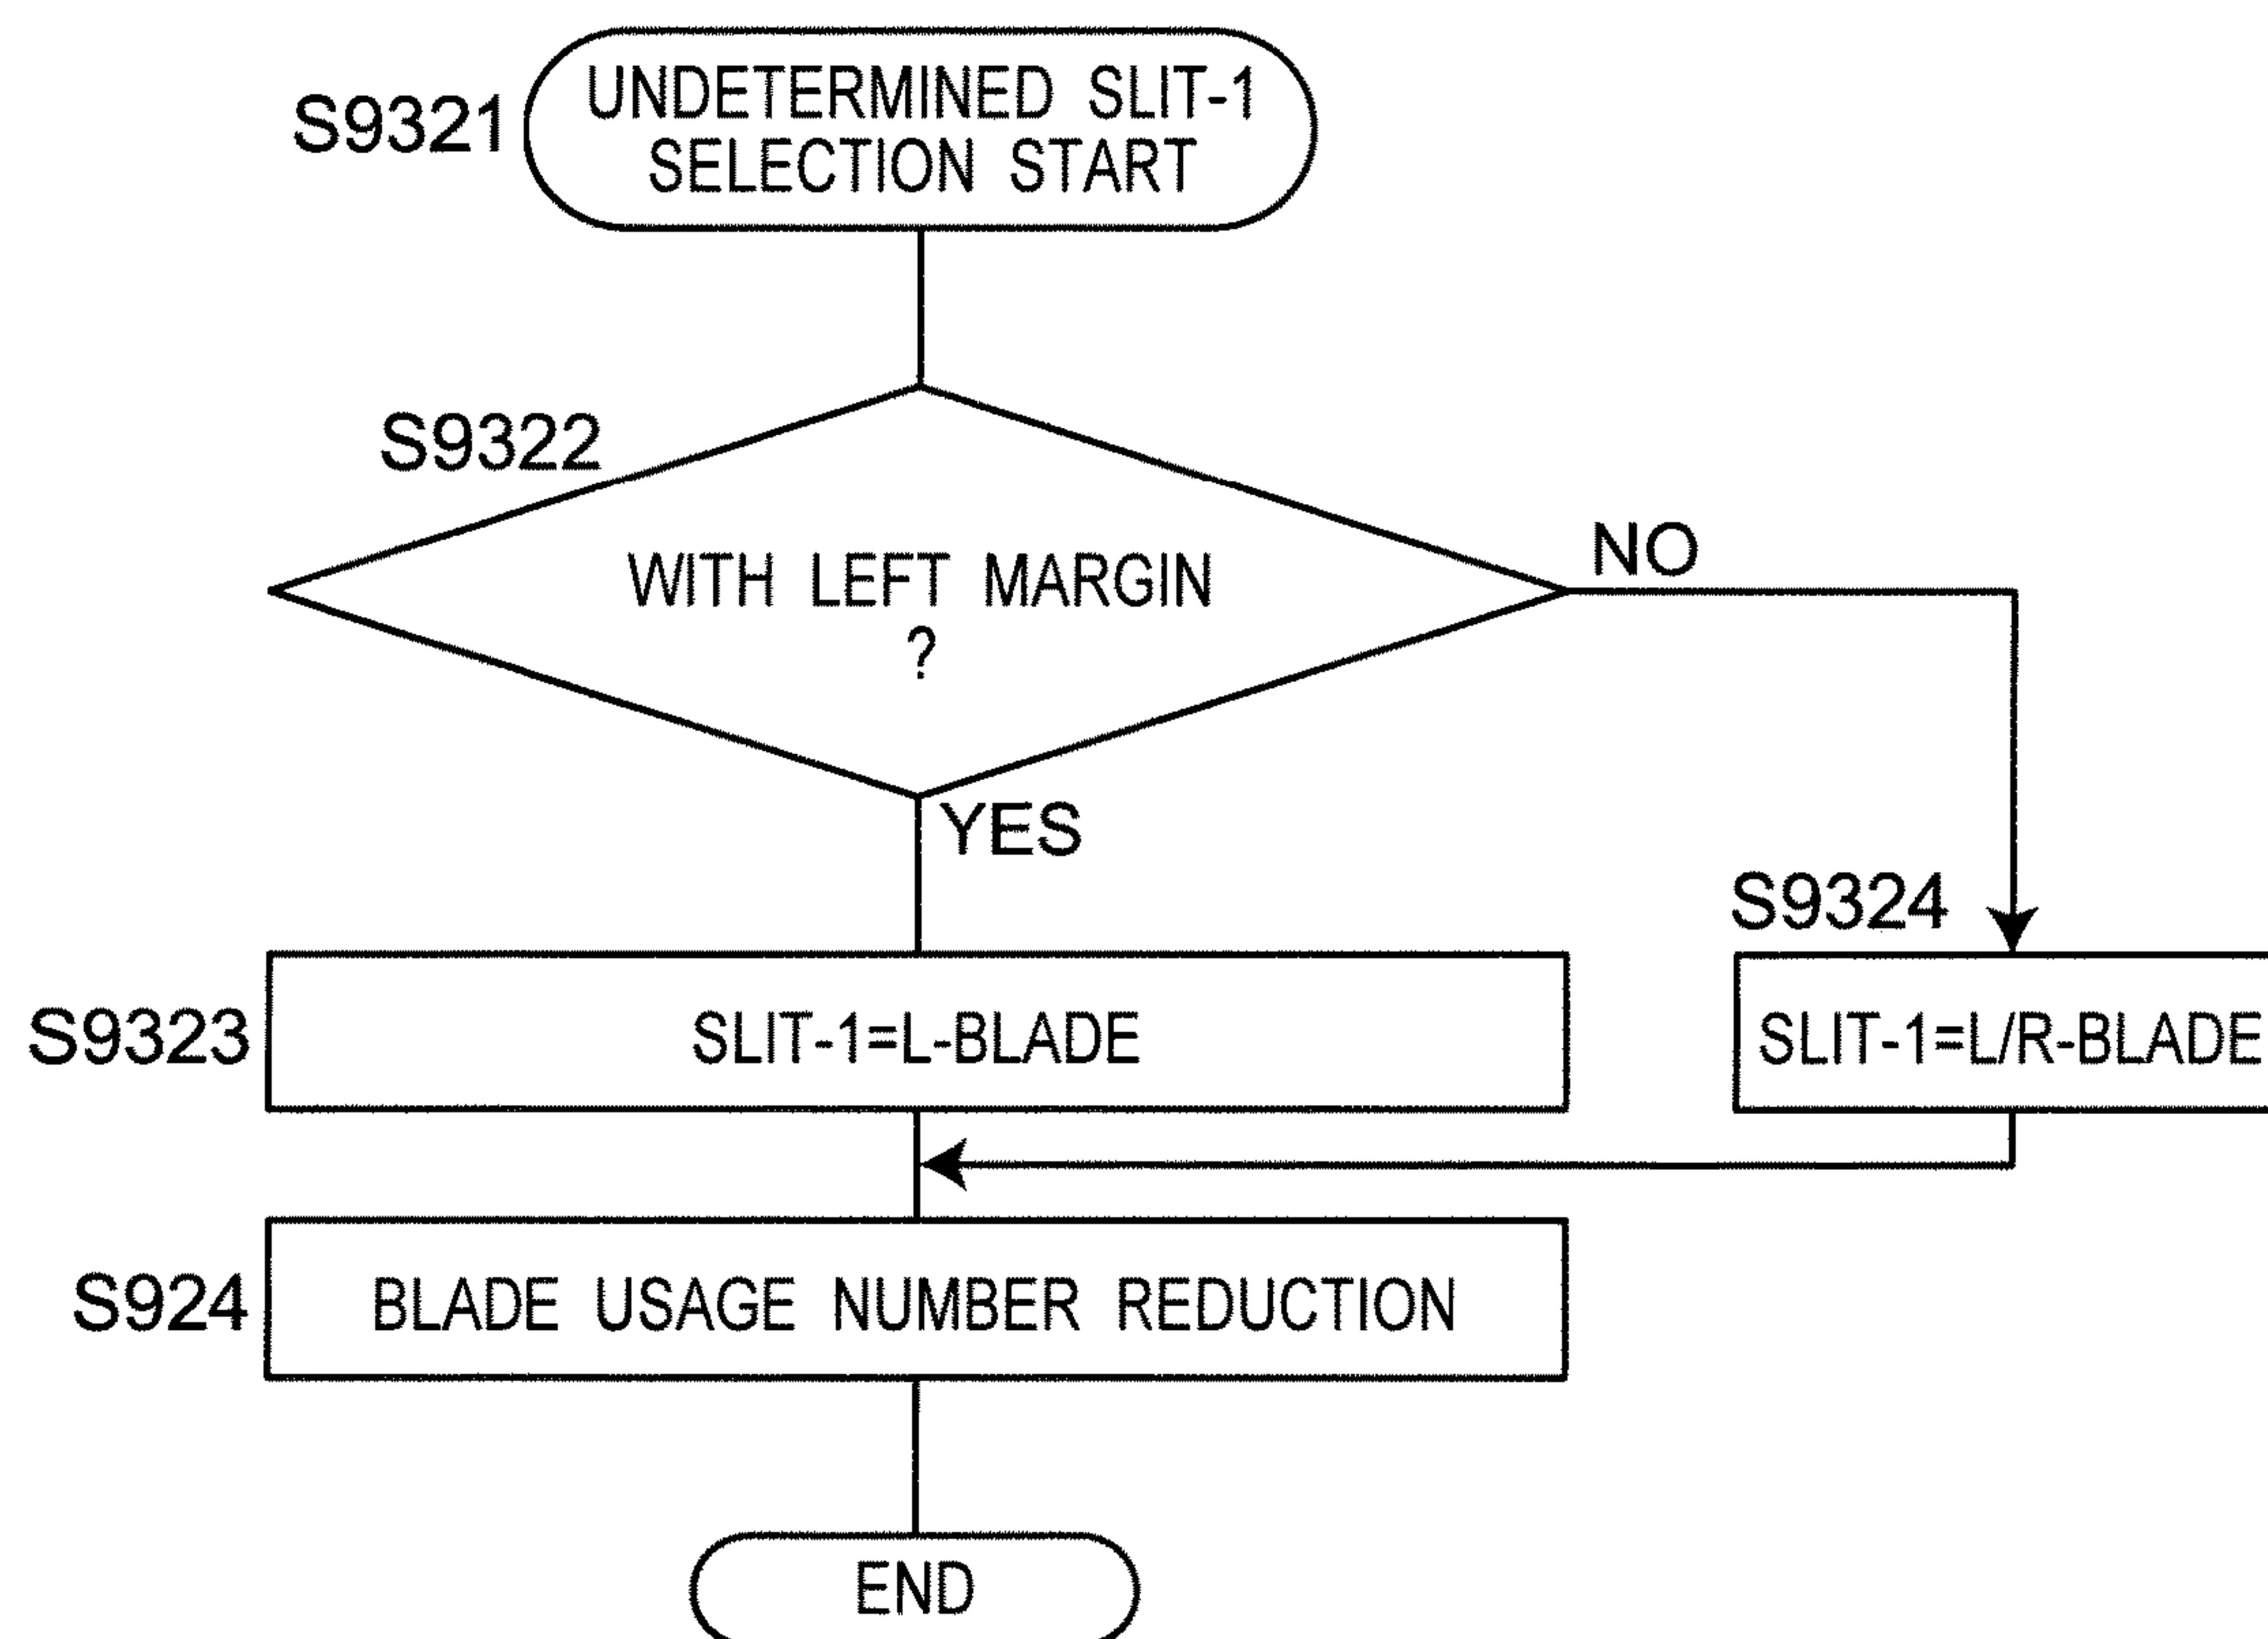 S9321
UNDETERMINED SLIT-1
SELECTION START
S9322
WITH LEFT MARGIN
?
NO
YES
S9324
S9323
SLIT-1=L-BLADE
SLIT-1=L/R-BLADE
S924
BLADE USAGE NUMBER REDUCTION
END